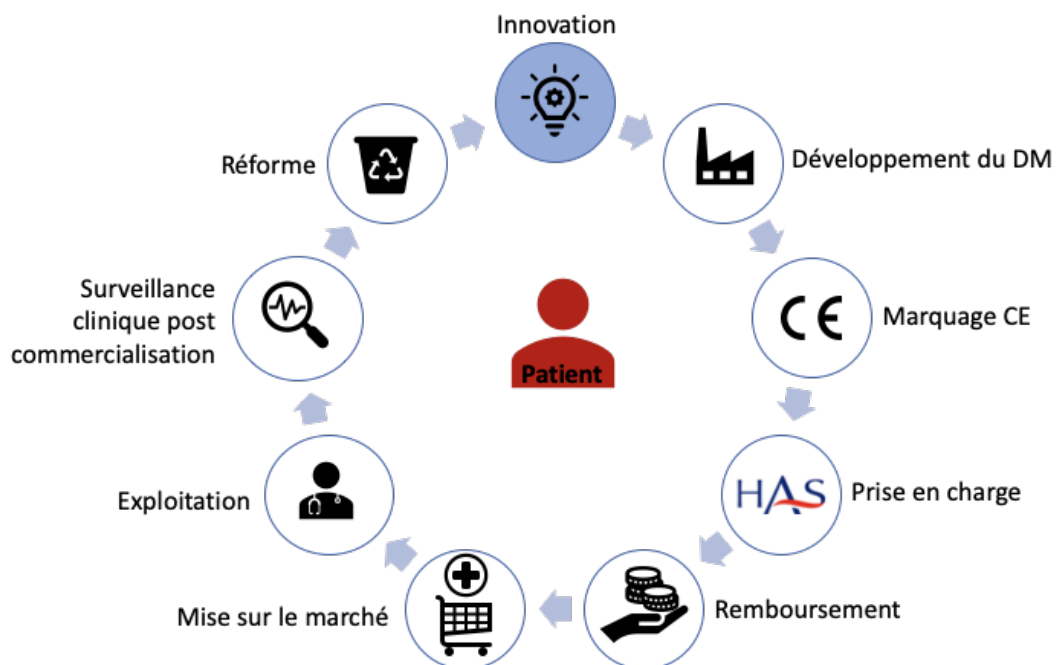 Innovation
Développement du DM
Marquage CE
CE
Prise en charge
HAS
Remboursement
Mise sur le marché
Exploitation
Surveillance
clinique post
commercialisation
Réforme
Patient